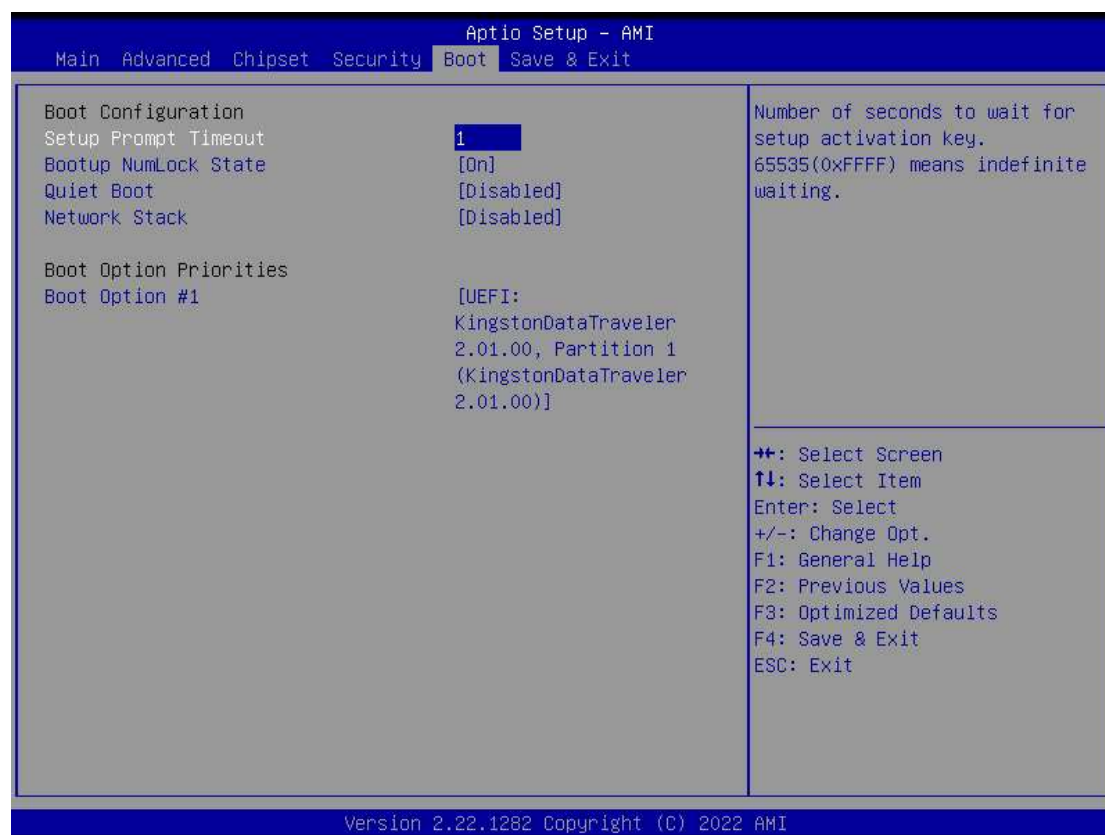 Aptio Setup – AMI
Main Advanced Chipset Security Boot Save & Exit
Boot Configuration
Setup Prompt Timeout 1
Bootup NumLock State [On]
Quiet Boot [Disabled]
Network Stack [Disabled]
Boot Option Priorities
Boot Option #1 [UEFI:
KingstonDataTraveler
2.01.00, Partition 1
(KingstonDataTraveler
2.01.00)]
Number of seconds to wait for
setup activation key.
65535(0xFFFF) means indefinite
waiting.
→←: Select Screen
↑↓: Select Item
Enter: Select
+/-: Change Opt.
F1: General Help
F2: Previous Values
F3: Optimized Defaults
F4: Save & Exit
ESC: Exit
Version 2.22.1282 Copyright (C) 2022 AMI